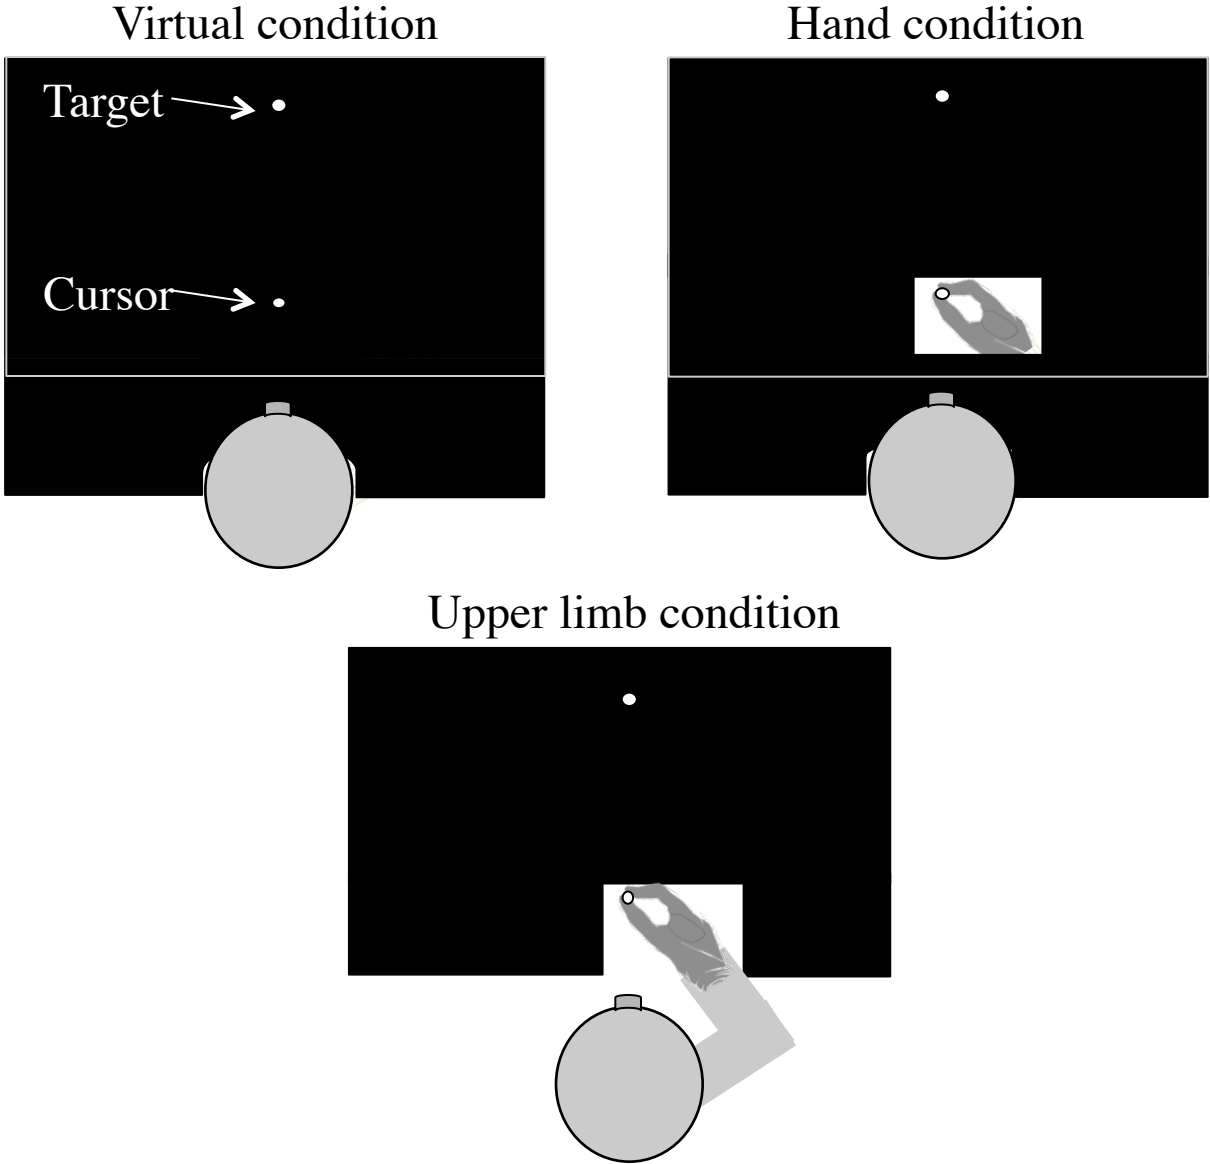 Virtual condition
Hand condition
Target
Cursor
Upper limb condition